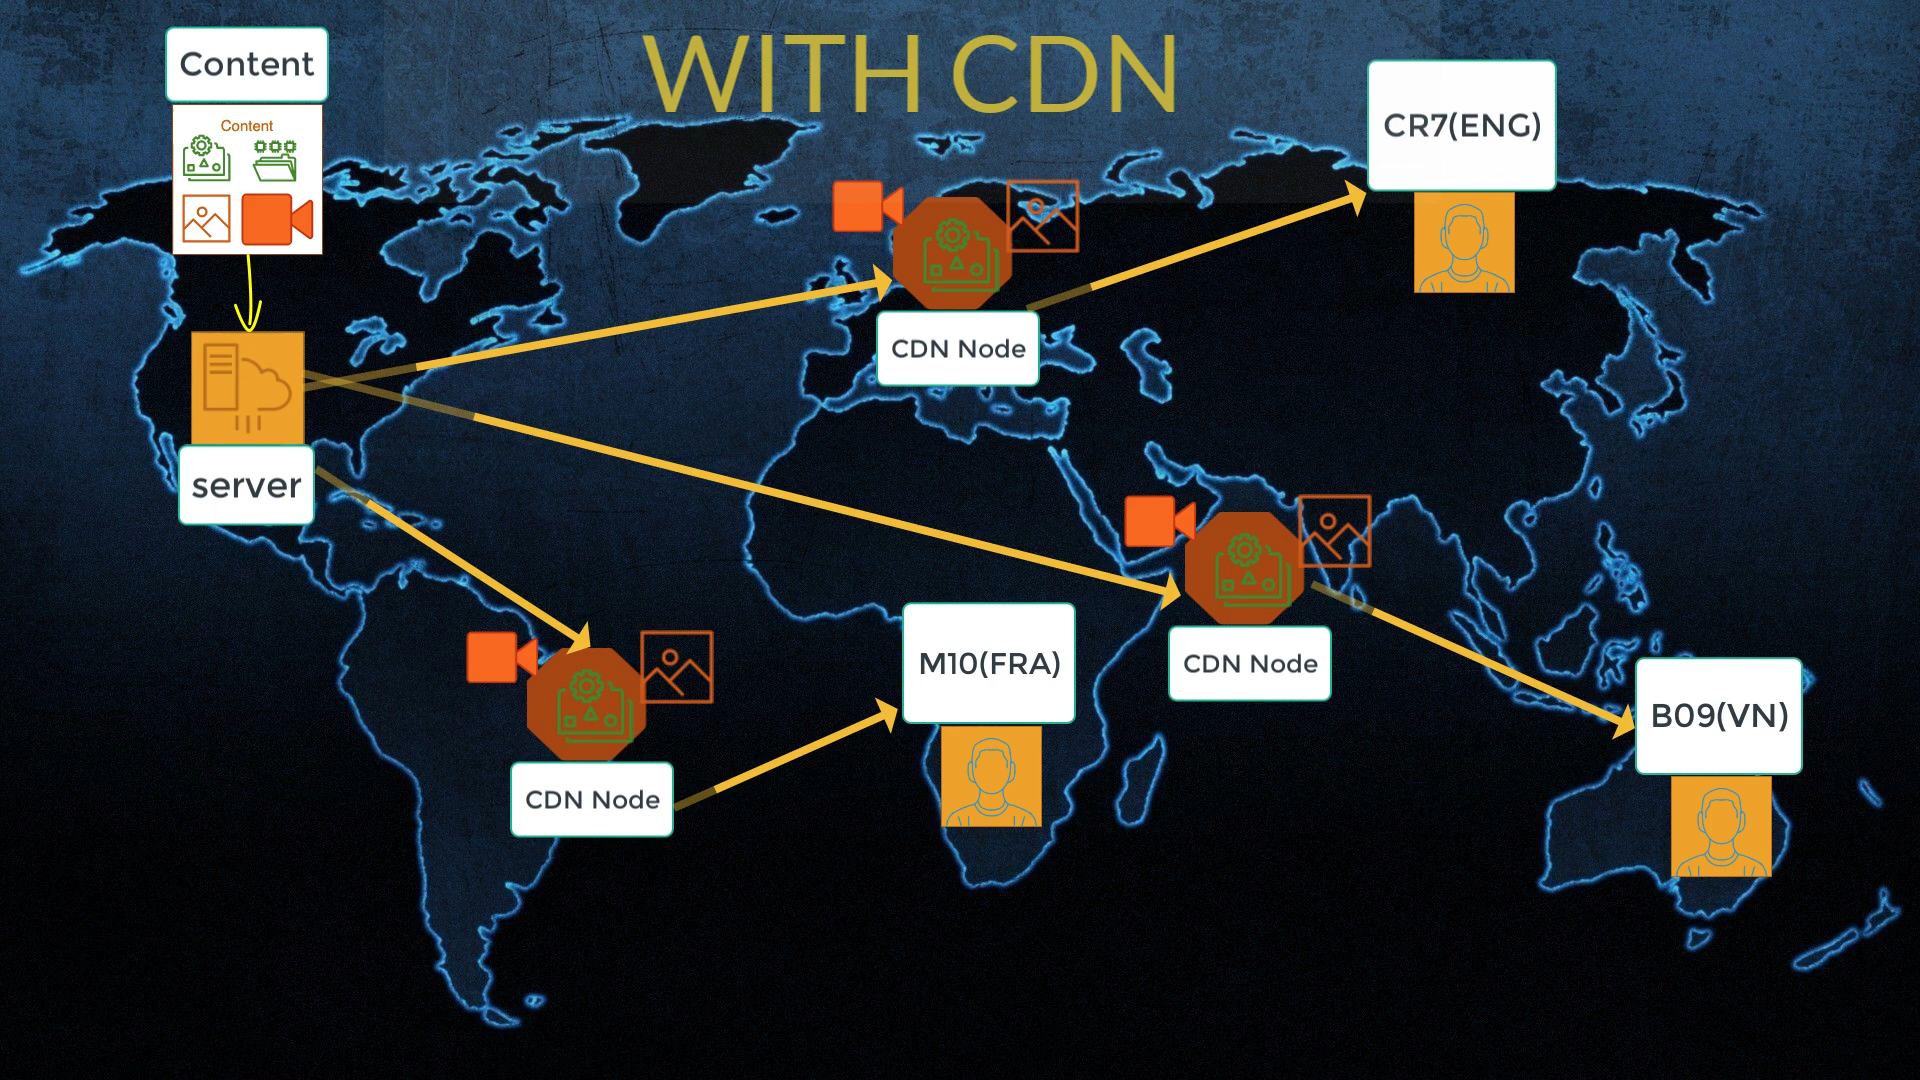 WITH CDN
Content
Content
CR7(ENG)
CDN Node
server
M10(FRA)
CDN Node
B09(VN)
CDN Node